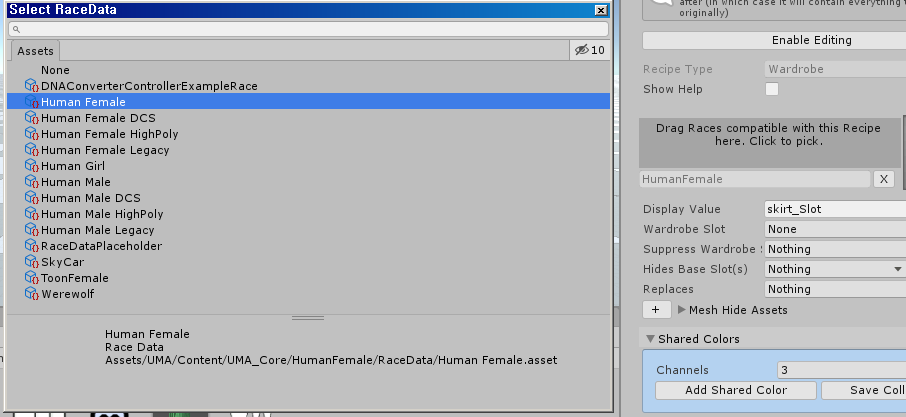 Select RaceData
Assets
10
None
DNAConverterControllerExampleRace
Human Female
Human Female DCS
Human Female HighPoly
Human Female Legacy
Human Girl
Human Male
Human Male DCS
Human Male HighPoly
Human Male Legacy
RaceDataPlaceholder
SkyCar
ToonFemale
Werewolf
Human Female
Race Data
Assets/UMA/Content/UMA_Core/HumanFemale/RaceData/Human Female.asset
after (in which case it will contain everything
originally)
Enable Editing
Recipe Type Wardrobe
Show Help
Drag Races compatible with this Recipe
here. Click to pick.
HumanFemale X
Display Value skirt_Slot
Wardrobe Slot None
Suppress Wardrobe Nothing
Hides Base Slot(s) Nothing
Replaces Nothing
+ Mesh Hide Assets
Shared Colors
Channels 3
Add Shared Color Save Coll